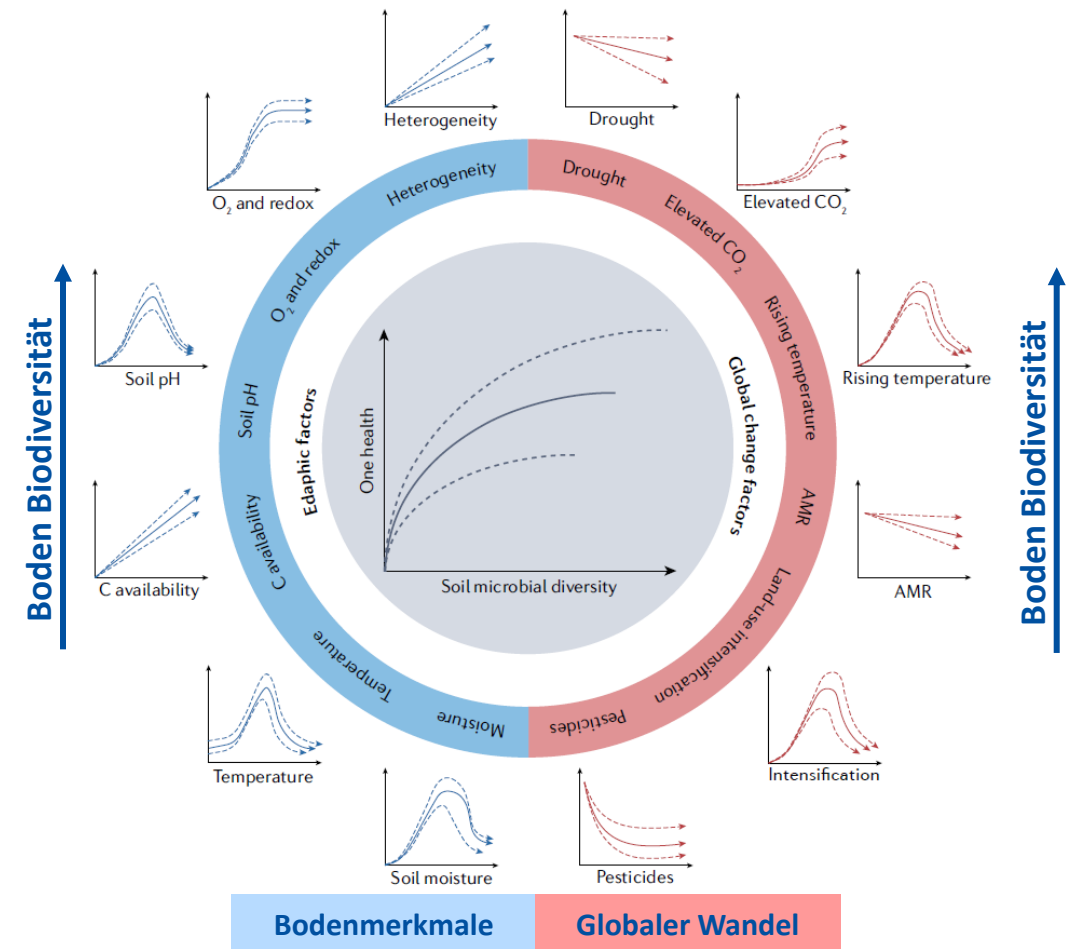 Heterogeneity
Drought
O2 and redox
Elevated CO2
Heterogeneity
Drought
Elevated CO2
O2 and redox
Rising temperature
Soil pH
Rising temperature
Boden Biodiversität
Boden Biodiversität
Soil pH
Edaphic factors
One health
Soil microbial diversity
Global change factors
C availability
C availability
AMR
AMR
Temperature
Land-use intensification
Moisture
Pesticides
Temperature
Intensification
Soil moisture
Pesticides
Bodenmerkmale
Globaler Wandel